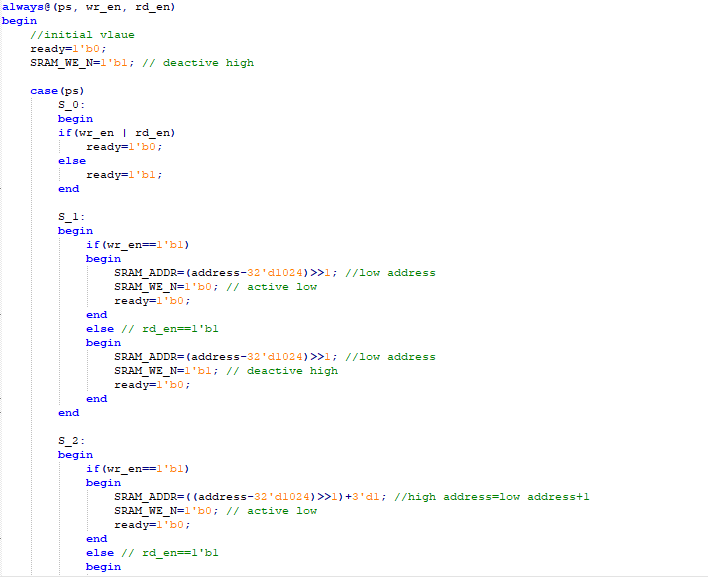 always@(ps, wr_en, rd_en)
begin
    //initial vlaue
    ready=1'b0;
    SRAM_WE_N=1'b1; // deactive high

    case(ps)
        S_0:
        begin
        if(wr_en | rd_en)
            ready=1'b0;
        else
            ready=1'b1;
        end

        S_1:
        begin
            if(wr_en==1'b1)
            begin
                SRAM_ADDR=(address-32'd1024)>>1; //low address
                SRAM_WE_N=1'b0; // active low
                ready=1'b0;
            end
            else // rd_en==1'b1
            begin
                SRAM_ADDR=(address-32'd1024)>>1; //low address
                SRAM_WE_N=1'b1; // deactive high
                ready=1'b0;
            end
        end

        S_2:
        begin
            if(wr_en==1'b1)
            begin
                SRAM_ADDR=((address-32'd1024)>>1)+3'd1; //high address=low address+1
                SRAM_WE_N=1'b0; // active low
                ready=1'b0;
            end
            else // rd_en==1'b1
            begin